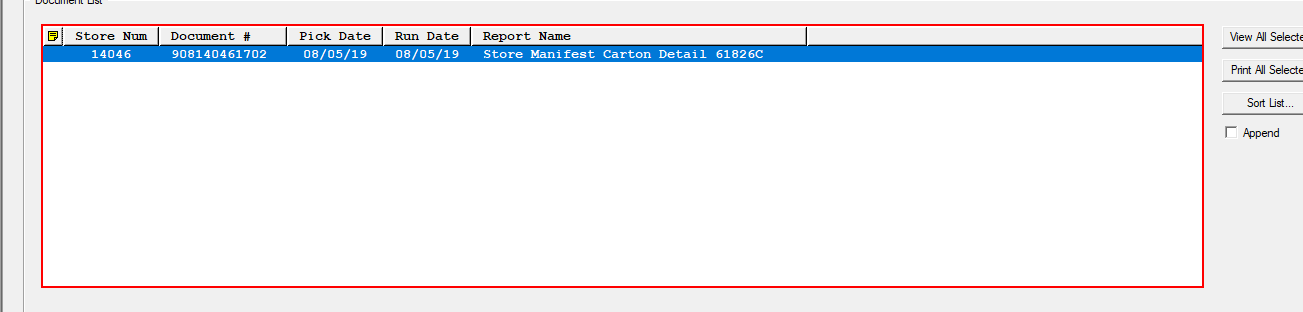 Document List
Store Num Document # Pick Date Run Date Report Name
14046 908140461702 08/05/19 08/05/19 Store Manifest Carton Detail 61826C
View All Selecte
Print All Selecte
Sort List...
Append